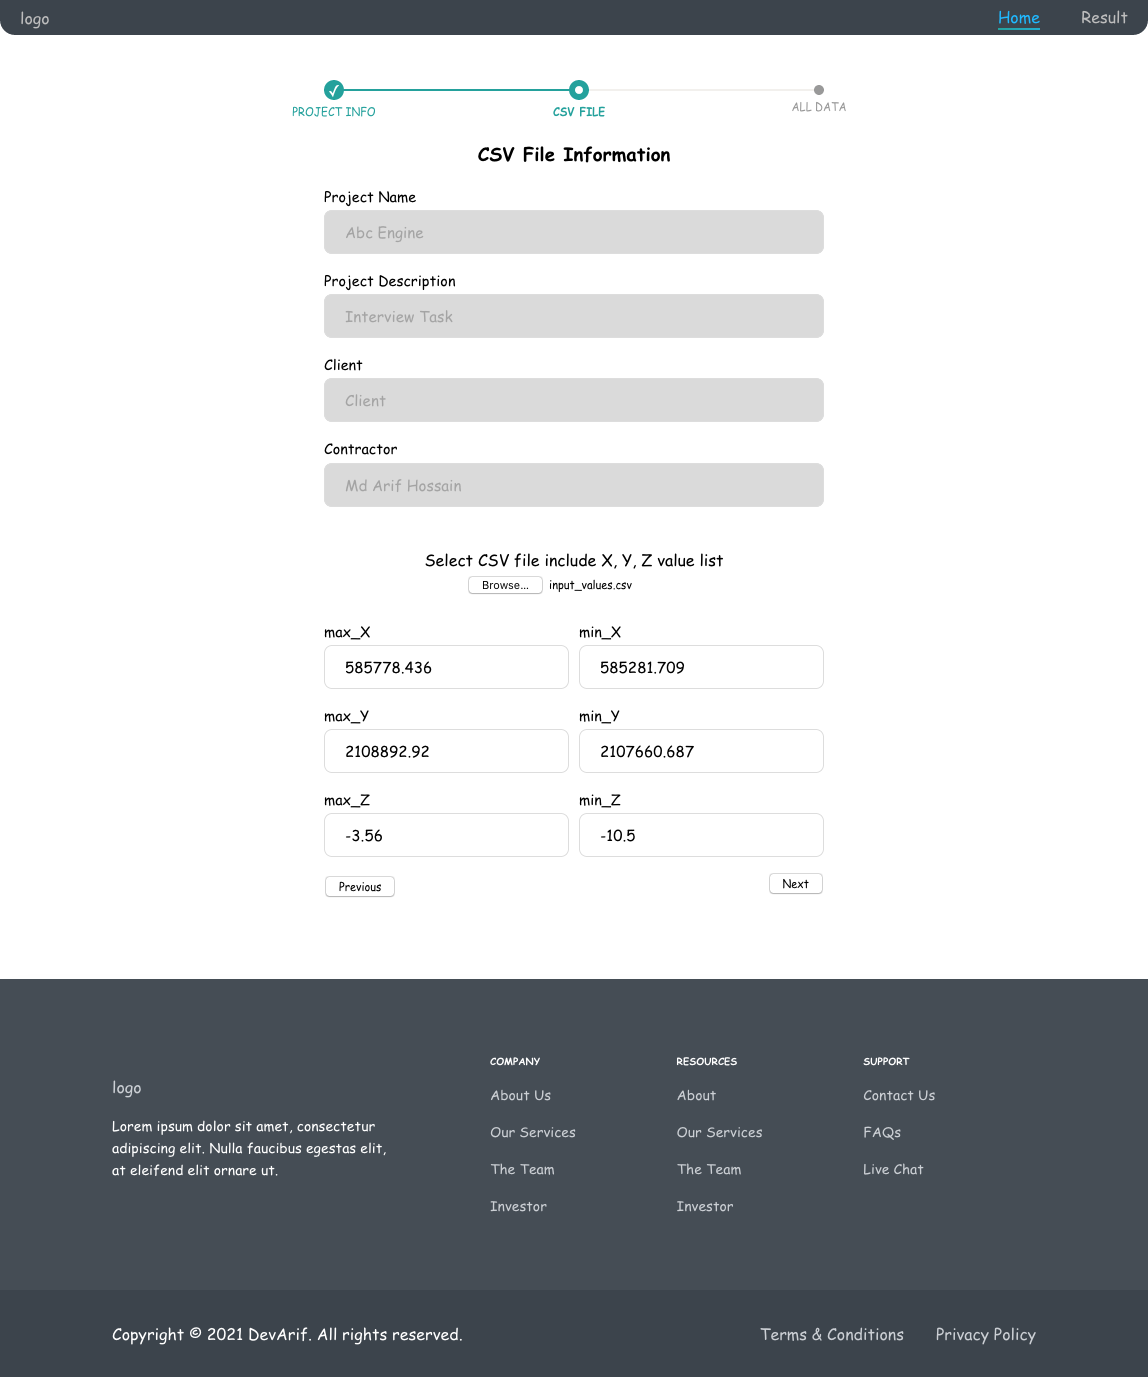 logo
Home
Result
PROJECT INFO
CSV FILE
ALL DATA
CSV File Information
Project Name
Abc Engine
Project Description
Interview Task
Client
Client
Contractor
Md Arif Hossain
Select CSV file include X, Y, Z value list
Browse... input_values.csv
max_X
min_X
585778.436
585281.709
max_Y
min_Y
2108892.92
2107660.687
max_Z
min_Z
-3.56
-10.5
Previous
Next
logo
Lorem ipsum dolor sit amet, consectetur
adipiscing elit. Nulla faucibus egestas elit,
at eleifend elit ornare ut.
COMPANY
About Us
Our Services
The Team
Investor
RESOURCES
About
Our Services
The Team
Investor
SUPPORT
Contact Us
FAQs
Live Chat
Copyright © 2021 DevArif. All rights reserved.
Terms & Conditions
Privacy Policy